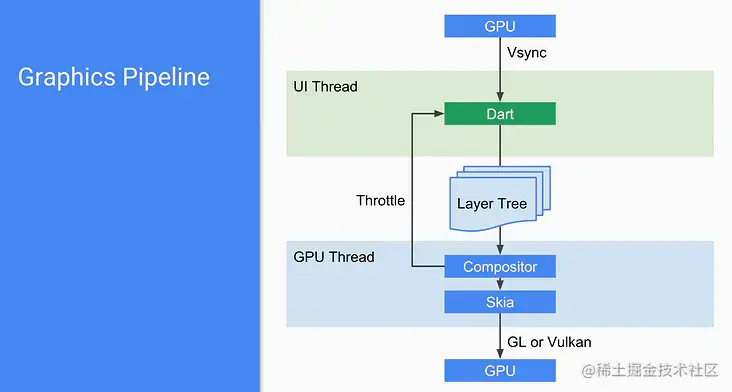 Graphics Pipeline
GPU
Vsync
UI Thread
Dart
Throttle
Layer Tree
GPU Thread
Compositor
Skia
GL or Vulkan
GPU
@稀土掘金技术社区